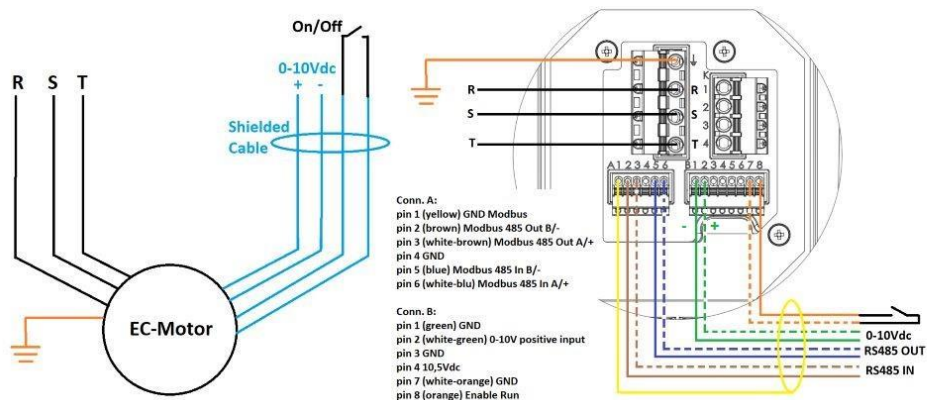 On/Off
0-10Vdc
+ -
R S T
Shielded
Cable
EC-Motor
R
S
T
R
S
T
K
1
2
3
4
A 1 2 3 4 5 6
B 1 2 3 4 5 6 7 8
- +
Conn. A:
pin 1 (yellow) GND Modbus
pin 2 (brown) Modbus 485 Out B/-
pin 3 (white-brown) Modbus 485 Out A/+
pin 4 GND
pin 5 (blue) Modbus 485 In B/-
pin 6 (white-blu) Modbus 485 In A/+
Conn. B:
pin 1 (green) GND
pin 2 (white-green) 0-10V positive input
pin 3 GND
pin 4 10,5Vdc
pin 7 (white-orange) GND
pin 8 (orange) Enable Run
0-10Vdc
RS485 OUT
RS485 IN